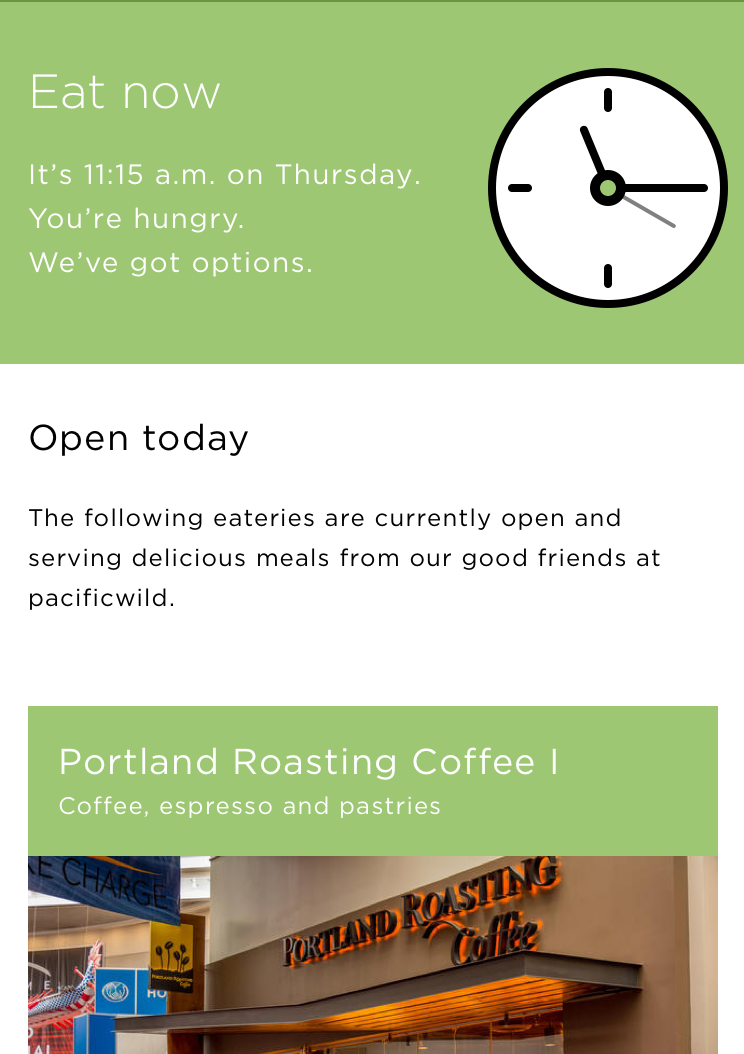 Eat now
It’s 11:15 a.m. on Thursday.
You’re hungry.
We’ve got options.
Open today
The following eateries are currently open and
serving delicious meals from our good friends at
pacificwild.
Portland Roasting Coffee I
Coffee, espresso and pastries
KE CHARGE
PORTLAND ROASTING
Coffee
M E
HO